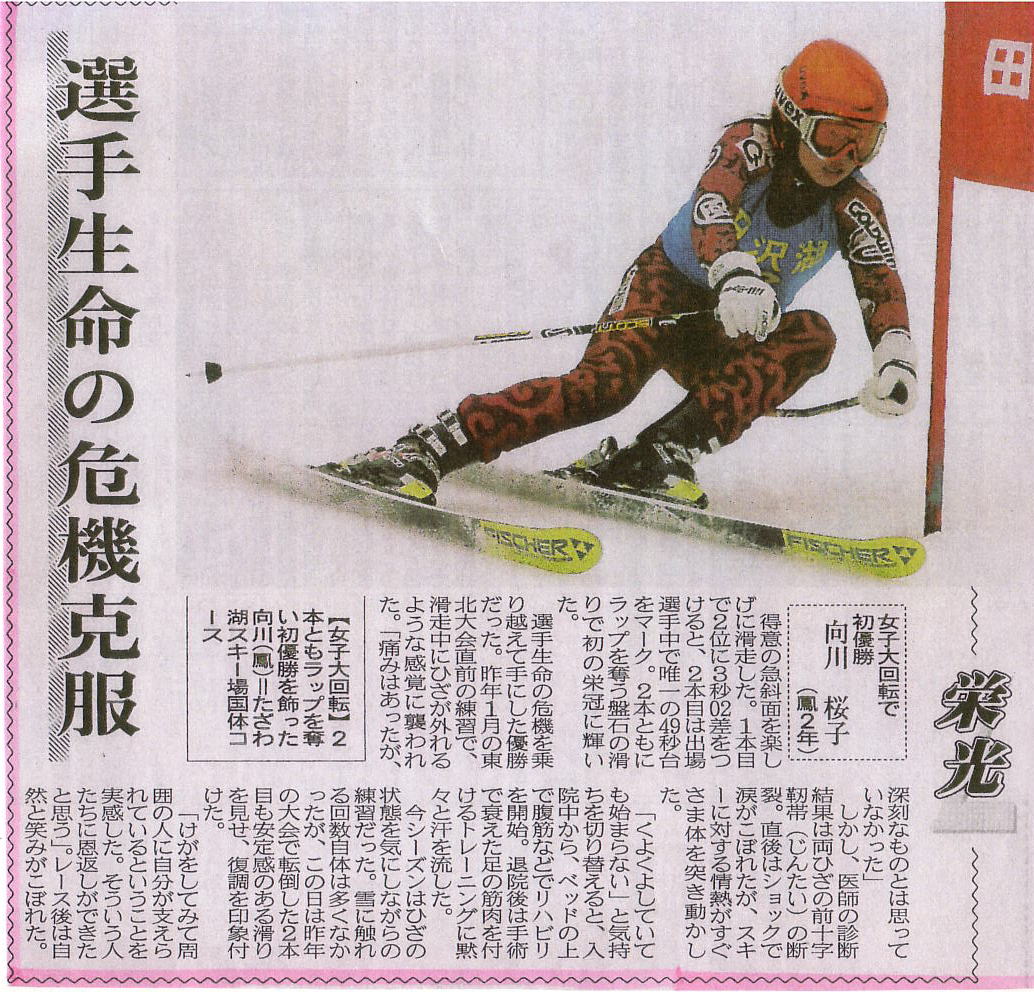 選手生命の危機克服
栄光
女子大回転で
初優勝
向川 桜子
(鳳2年)
得意の急斜面を楽し
げに滑走した。1本目
で2位に3秒02差をつ
けると、2本目は出場
選手中で唯一の49秒台
をマーク。2本ともに
ラップを奪う盤石の滑
りで初の栄冠に輝い
た。
選手生命の危機を乗
り越えて手にした優勝
だった。昨年1月の東
北大会直前の練習で、
滑走中にひざが外れる
ような感覚に襲われ
た。「痛みはあったが、
深刻なものとは思って
いなかった」
しかし、医師の診断
結果は両ひざの前十字
靱帯(じんたい)の断
裂。直後はショックで
涙がこぼれたが、スキ
ーに対する情熱がすぐ
さま体を突き動かし
た。
「くよくよしていて
も始まらない」と気持
ちを切り替えると、入
院中から、ベッドの上
で腹筋などでリハビリ
を開始。退院後は手術
で衰えた足の筋肉を付
けるトレーニングに黙
々と汗を流した。
今シーズンはひざの
状態を気にしながらの
練習だった。雪に触れ
る回数自体は多くなか
ったが、この日は昨年
の大会で転倒した2本
目も安定感のある滑り
を見せ、復調を印象付
けた。
「けがをしてみて周
囲の人に自分が支えら
れているということを
実感した。そういう人
たちに恩返しができた
と思う」。レース後は自
然と笑みがこぼれた。
【女子大回転】2
本ともラップを奪
い初優勝を飾った
向川(鳳)=たざわ
湖スキー場国体コ
ース
田
uvex
GOLDWIN
田沢湖
SCOTT
FISCHER
FISCHER